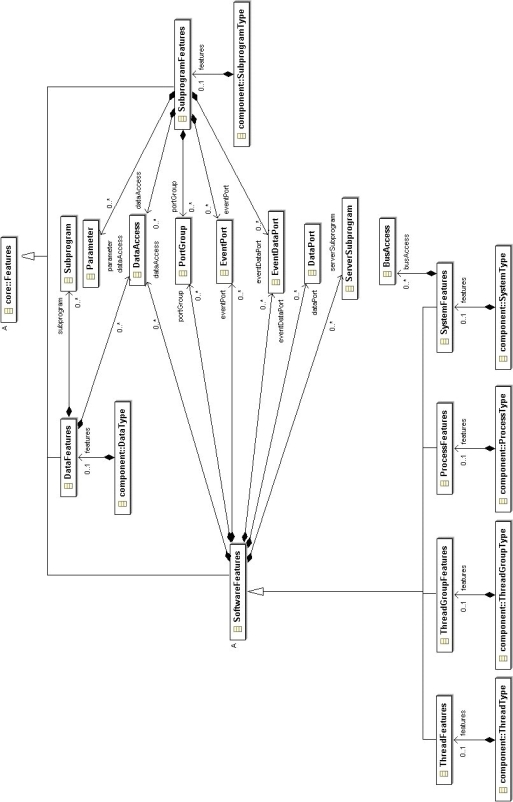 A
core::Features
SubprogramFeatures
features
0..1
component::SubprogramType
DataFeatures
features
0..1
component::DataType
subprogram
0..*
Subprogram
Parameter
parameter
0..*
dataAccess
0..*
DataAccess
dataAccess
0..*
dataAccess
0..*
PortGroup
portGroup
0..*
portGroup
0..*
EventPort
eventPort
0..*
eventPort
0..*
EventDataPort
eventDataPort
0..*
eventDataPort
0..*
DataPort
dataPort
0..*
ServerSubprogram
serverSubprogram
0..*
A
SoftwareFeatures
BusAccess
busAccess
0..*
ThreadFeatures
features
0..1
component::ThreadType
ThreadGroupFeatures
features
0..1
component::ThreadGroupType
ProcessFeatures
features
0..1
component::ProcessType
SystemFeatures
features
0..1
component::SystemType